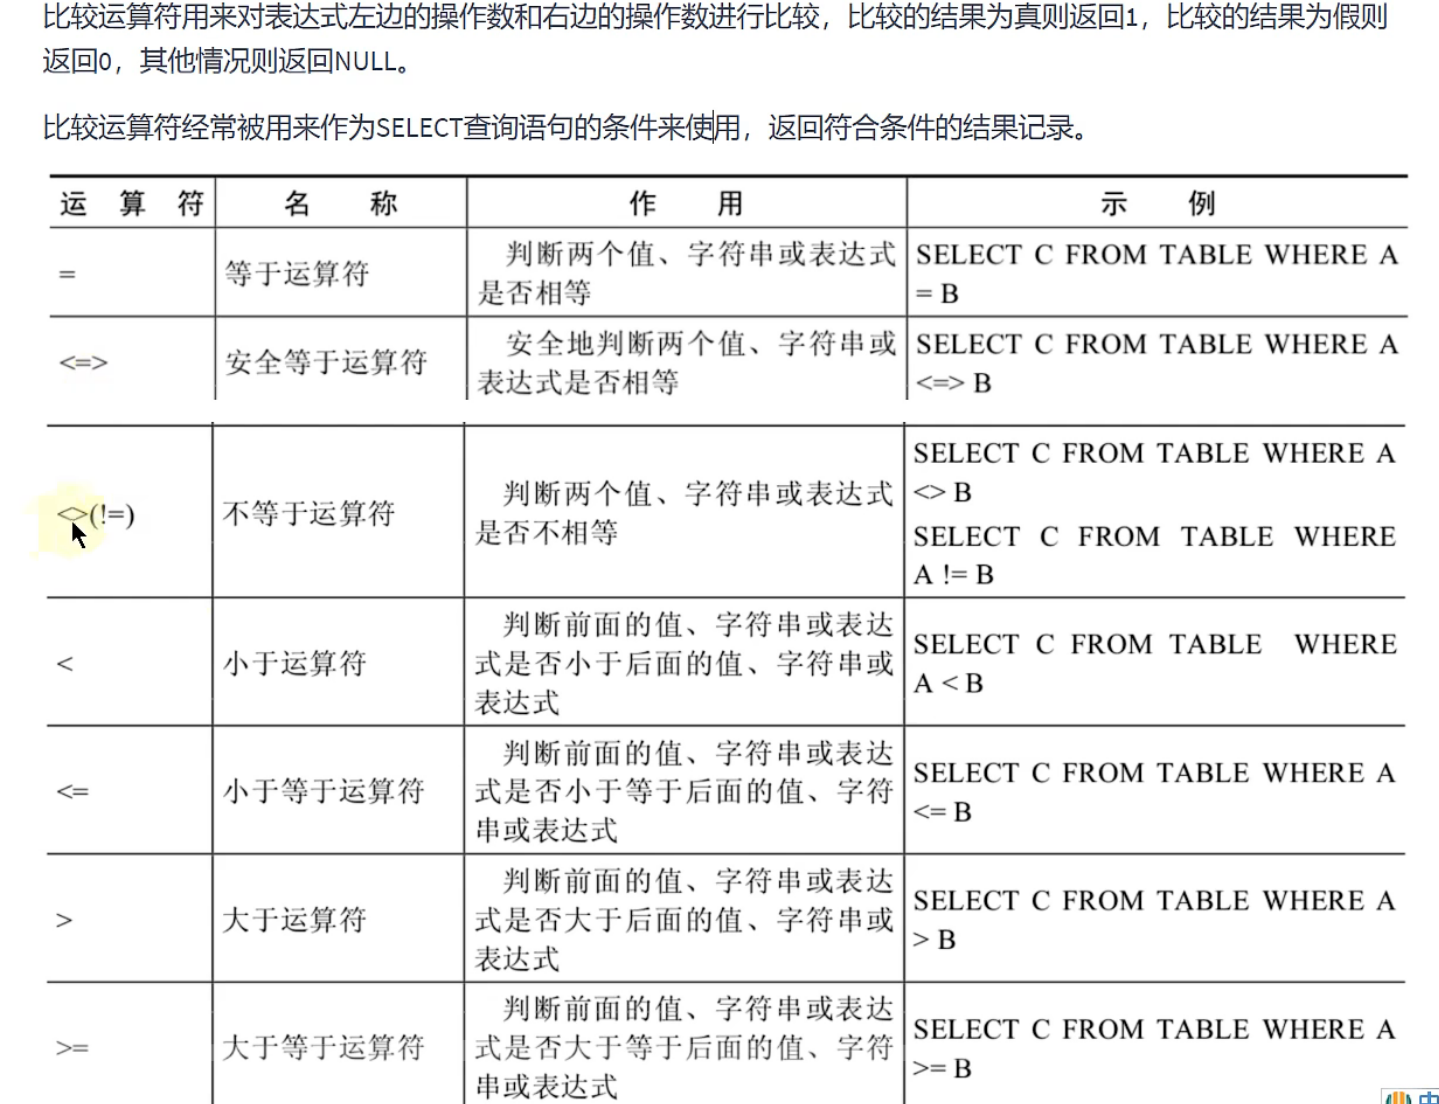 比较运算符用来对表达式左边的操作数和右边的操作数进行比较，比较的结果为真则返回1，比较的结果为假则
返回0，其他情况则返回NULL。
比较运算符经常被用来作为SELECT查询语句的条件来使用，返回符合条件的结果记录。
运 算 符 名 称 作 用 示 例
= 等于运算符 判断两个值、字符串或表达式 SELECT C FROM TABLE WHERE A
是否相等 = B
<=> 安全等于运算符 安全地判断两个值、字符串或 SELECT C FROM TABLE WHERE A
表达式是否相等 <=> B
<>(!=) 不等于运算符 判断两个值、字符串或表达式 SELECT C FROM TABLE WHERE A
是否不相等 <> B
SELECT C FROM TABLE WHERE
A != B
< 小于运算符 判断前面的值、字符串或表达 SELECT C FROM TABLE WHERE
式是否小于后面的值、字符串或 A < B
表达式
<= 小于等于运算符 判断前面的值、字符串或表达 SELECT C FROM TABLE WHERE A
式是否小于等于后面的值、字符 <= B
串或表达式
> 大于运算符 判断前面的值、字符串或表达 SELECT C FROM TABLE WHERE A
式是否大于后面的值、字符串或 > B
表达式
>= 大于等于运算符 判断前面的值、字符串或表达 SELECT C FROM TABLE WHERE A
式是否大于等于后面的值、字符 >= B
串或表达式